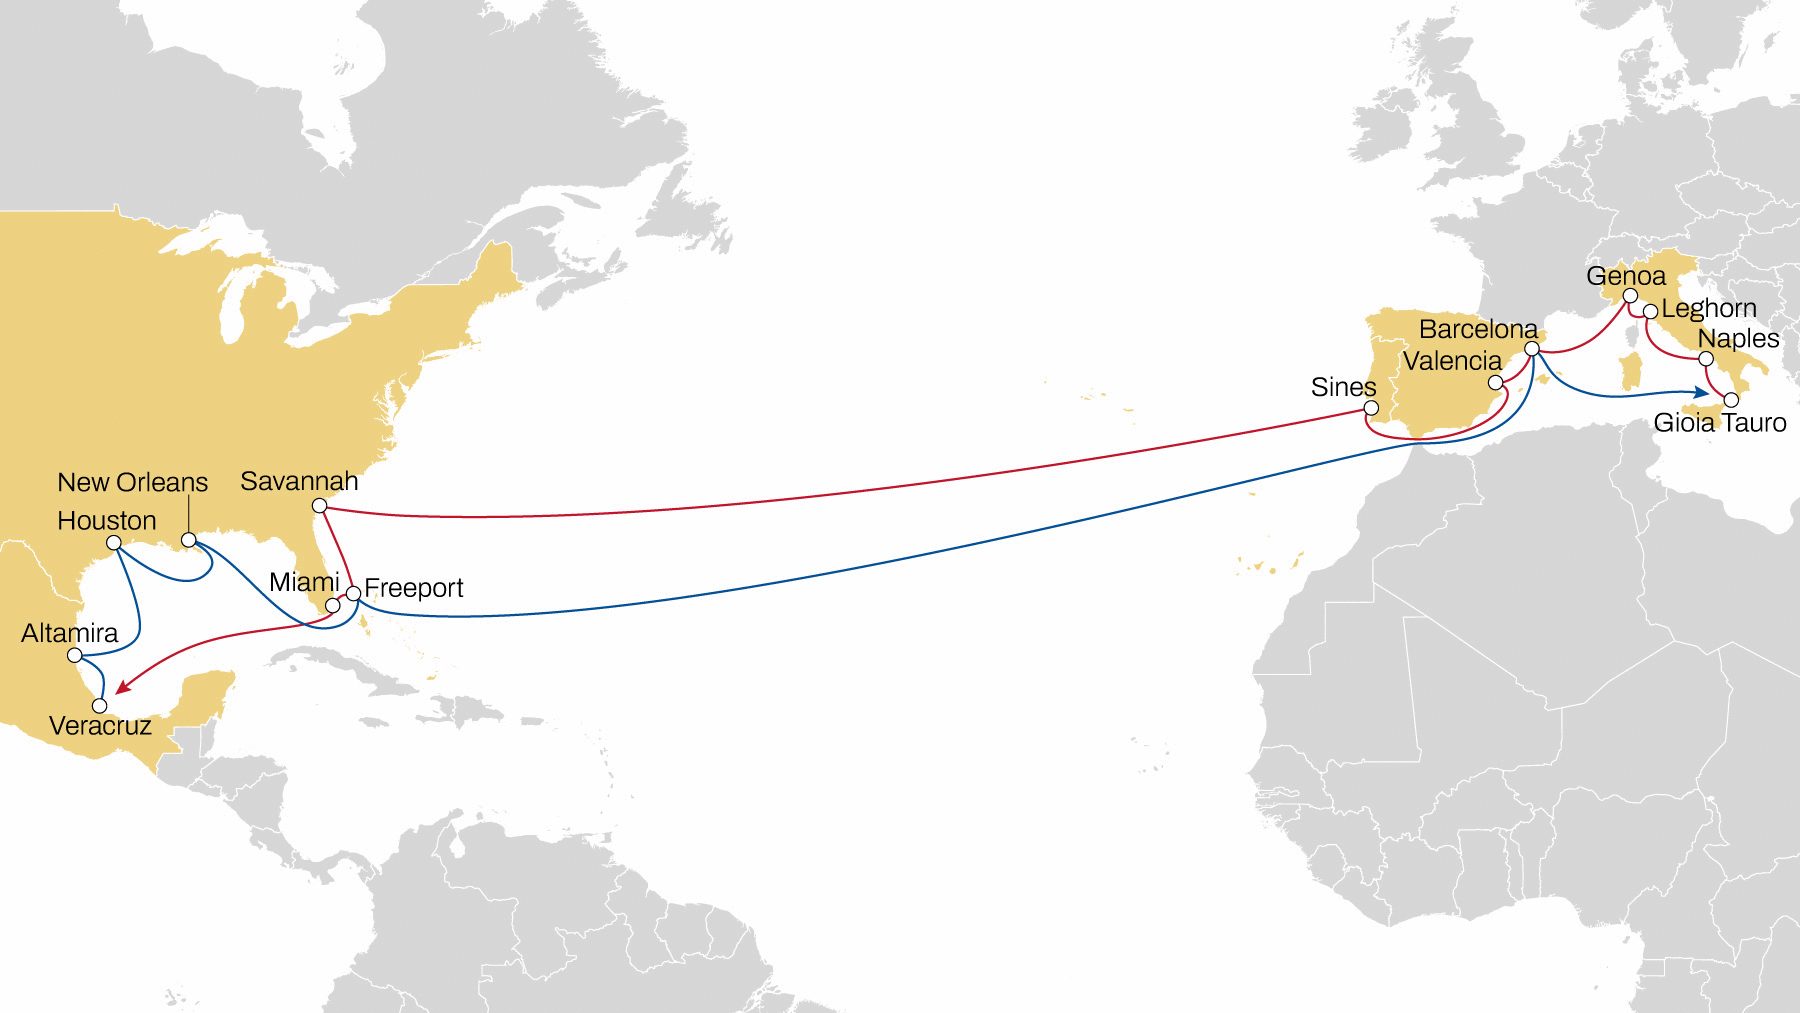 Genoa
Leghorn
Barcelona
Naples
Valencia
Sines
Gioia Tauro
New Orleans
Savannah
Houston
Miami
Freeport
Altamira
Veracruz